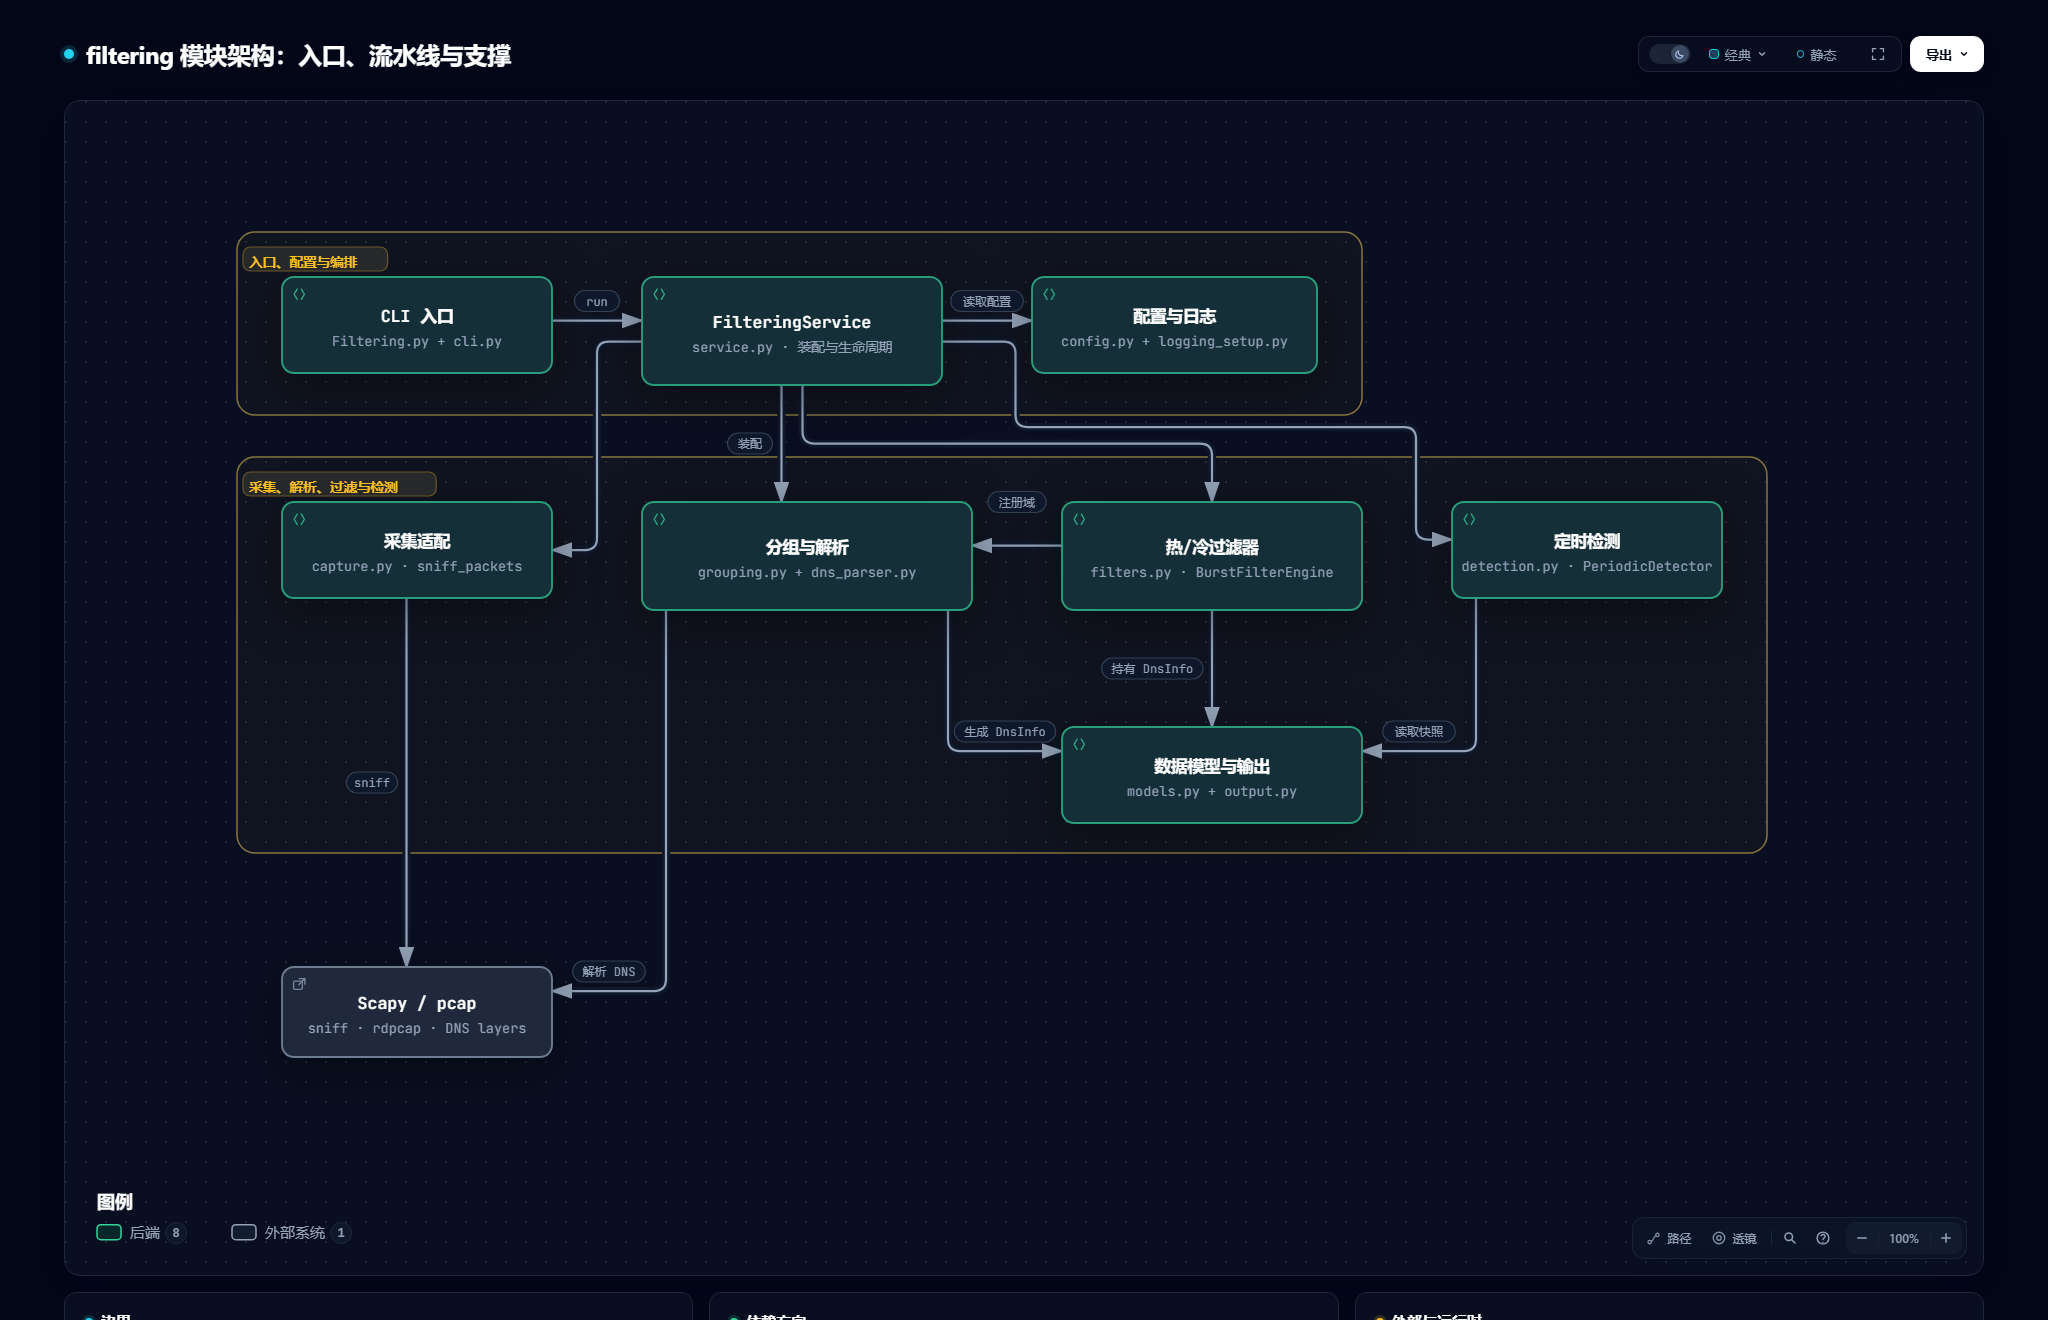 filtering 模块架构：入口、流水线与支撑
经典
静态
导出
入口、配置与编排
CLI 入口
Filtering.py + cli.py
run
FilteringService
service.py · 装配与生命周期
读取配置
配置与日志
config.py + logging_setup.py
装配
采集、解析、过滤与检测
采集适配
capture.py · sniff_packets
分组与解析
grouping.py + dns_parser.py
注册域
热/冷过滤器
filters.py · BurstFilterEngine
定时检测
detection.py · PeriodicDetector
持有 DnsInfo
生成 DnsInfo
读取快照
数据模型与输出
models.py + output.py
sniff
解析 DNS
Scapy / pcap
sniff · rdpcap · DNS layers
图例
后端 8
外部系统 1
路径
透镜
100%